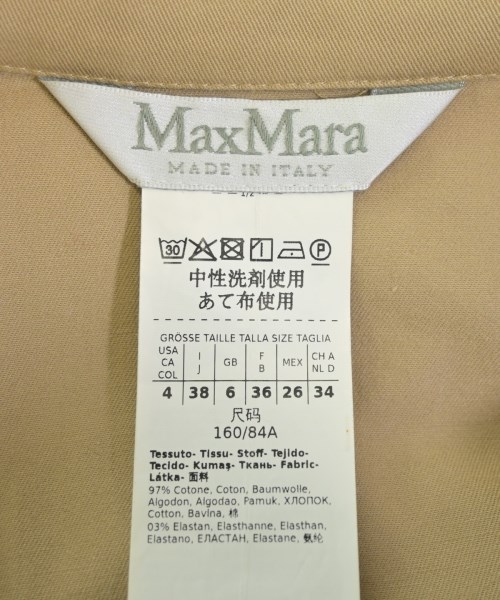 MaxMara
MADE IN ITALY
1/2
30 P
中性洗剤使用
あて布使用
GRÖSSE TAILLE TALLA SIZE TAGLIA
USA CA COL I J GB F B MEX CH A NL D
4 38 6 36 26 34
尺码
160/84A
Tessuto- Tissu- Stoff- Tejido-
Tecido- Kumaş- Ткань- Fabric-
Látka- 面料
97% Cotone, Coton, Baumwolle,
Algodon, Algodao, Pamuk, ХЛОПОК,
Cotton, Bavlna, 棉
03% Elastan, Elasthanne, Elasthan,
Elastano, ЕЛАСТАН, Elastane, 氨纶